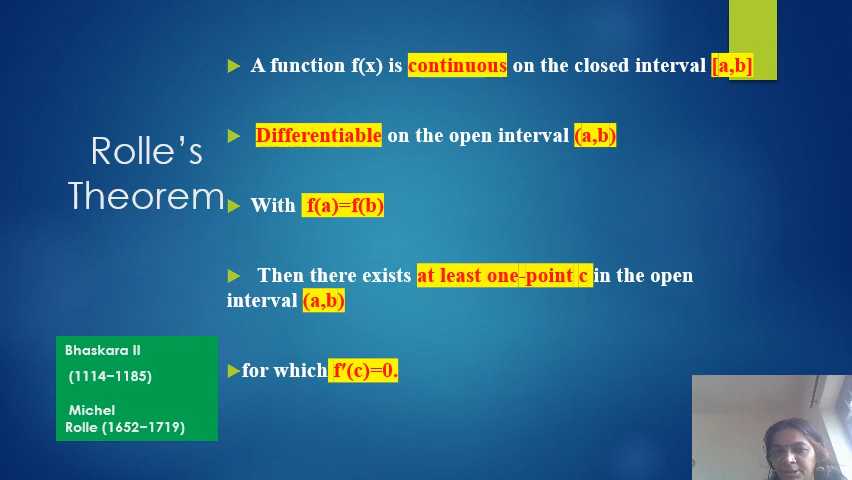 Rolle's
Theorem
A function f(x) is continuous on the closed interval [a,b]
Differentiable on the open interval (a,b)
With f(a)=f(b)
Then there exists at least one-point c in the open
interval (a,b)
for which f′(c)=0.
Bhaskara II
(1114–1185)
Michel
Rolle (1652–1719)